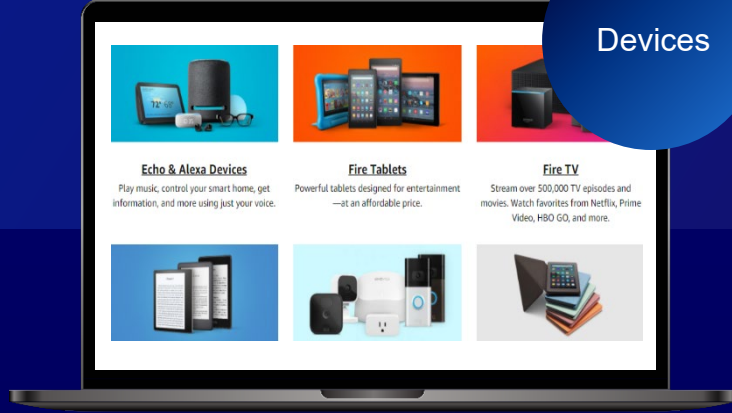 Devices
Echo & Alexa Devices
Play music, control your smart home, get
information, and more using just your voice.
Fire Tablets
Powerful tablets designed for entertainment
—at an affordable price.
Fire TV
Stream over 500,000 TV episodes and
movies. Watch favorites from Netflix, Prime
Video, HBO GO, and more.